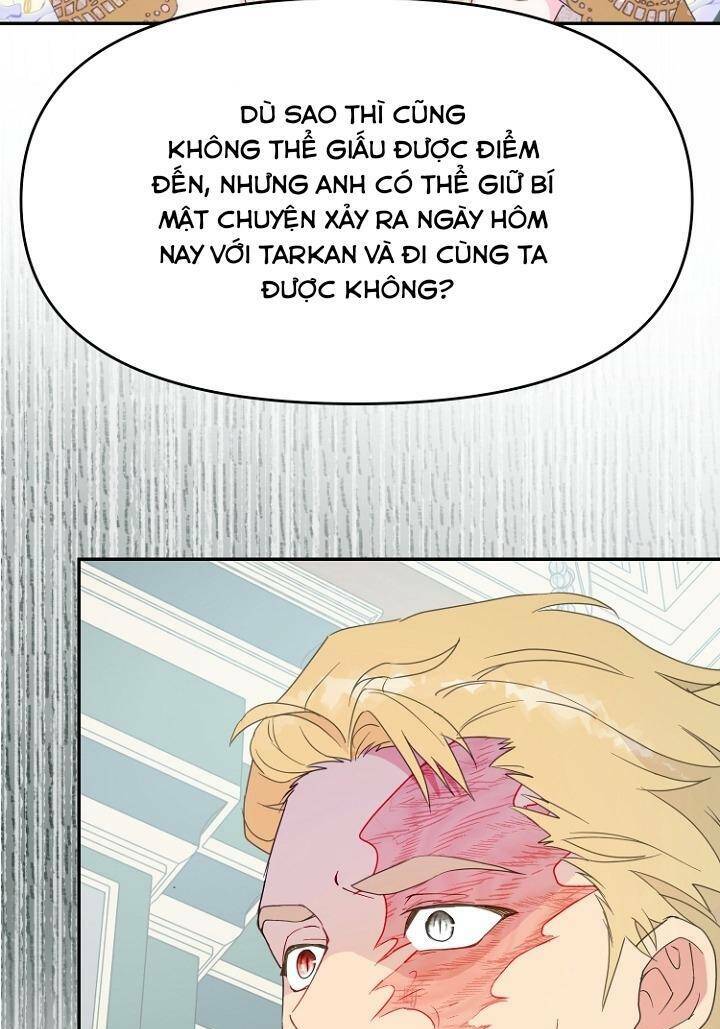 DÙ SAO THÌ CŨNG
KHÔNG THỂ GIẤU ĐƯỢC ĐIỂM
ĐẾN, NHƯNG ANH CÓ THỂ GIỮ BÍ
MẬT CHUYỆN XẢY RA NGÀY HÔM
NAY VỚI TARKAN VÀ ĐI CÙNG TA
ĐƯỢC KHÔNG?